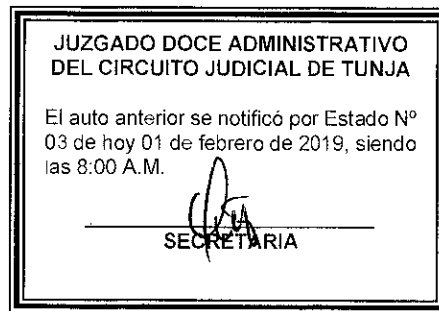 JUZGADO DOCE ADMINISTRATIVO
DEL CIRCUITO JUDICIAL DE TUNJA
El auto anterior se notificó por Estado Nº
03 de hoy 01 de febrero de 2019, siendo
las 8:00 A.M.
SECRETARIA